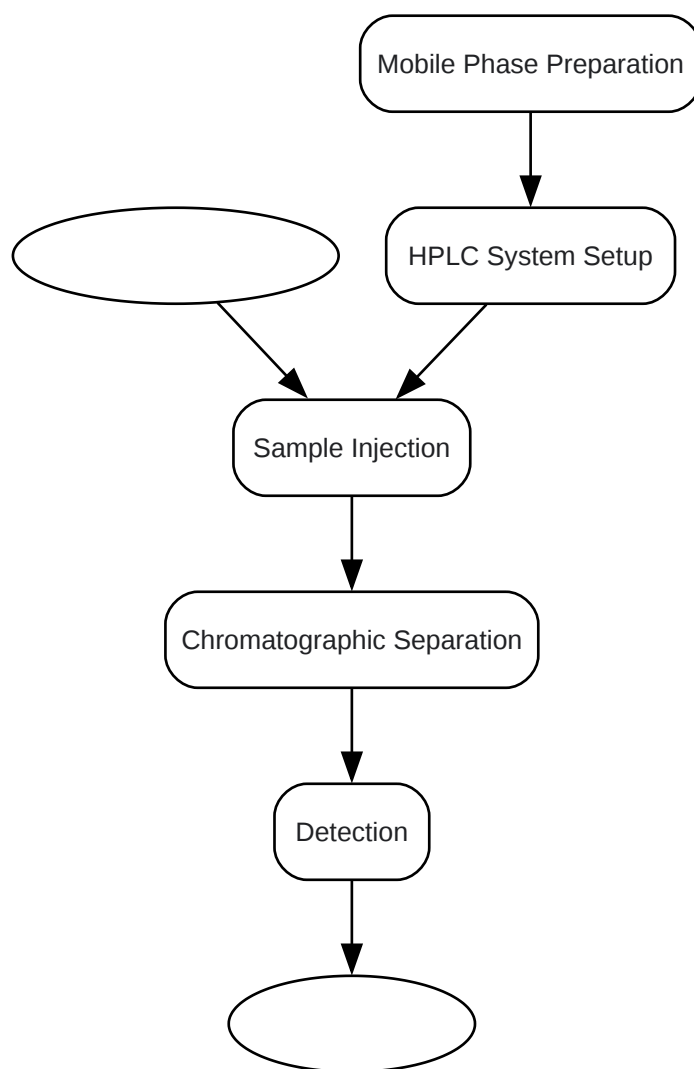 Mobile Phase Preparation
HPLC System Setup
Sample Injection
Chromatographic Separation
Detection